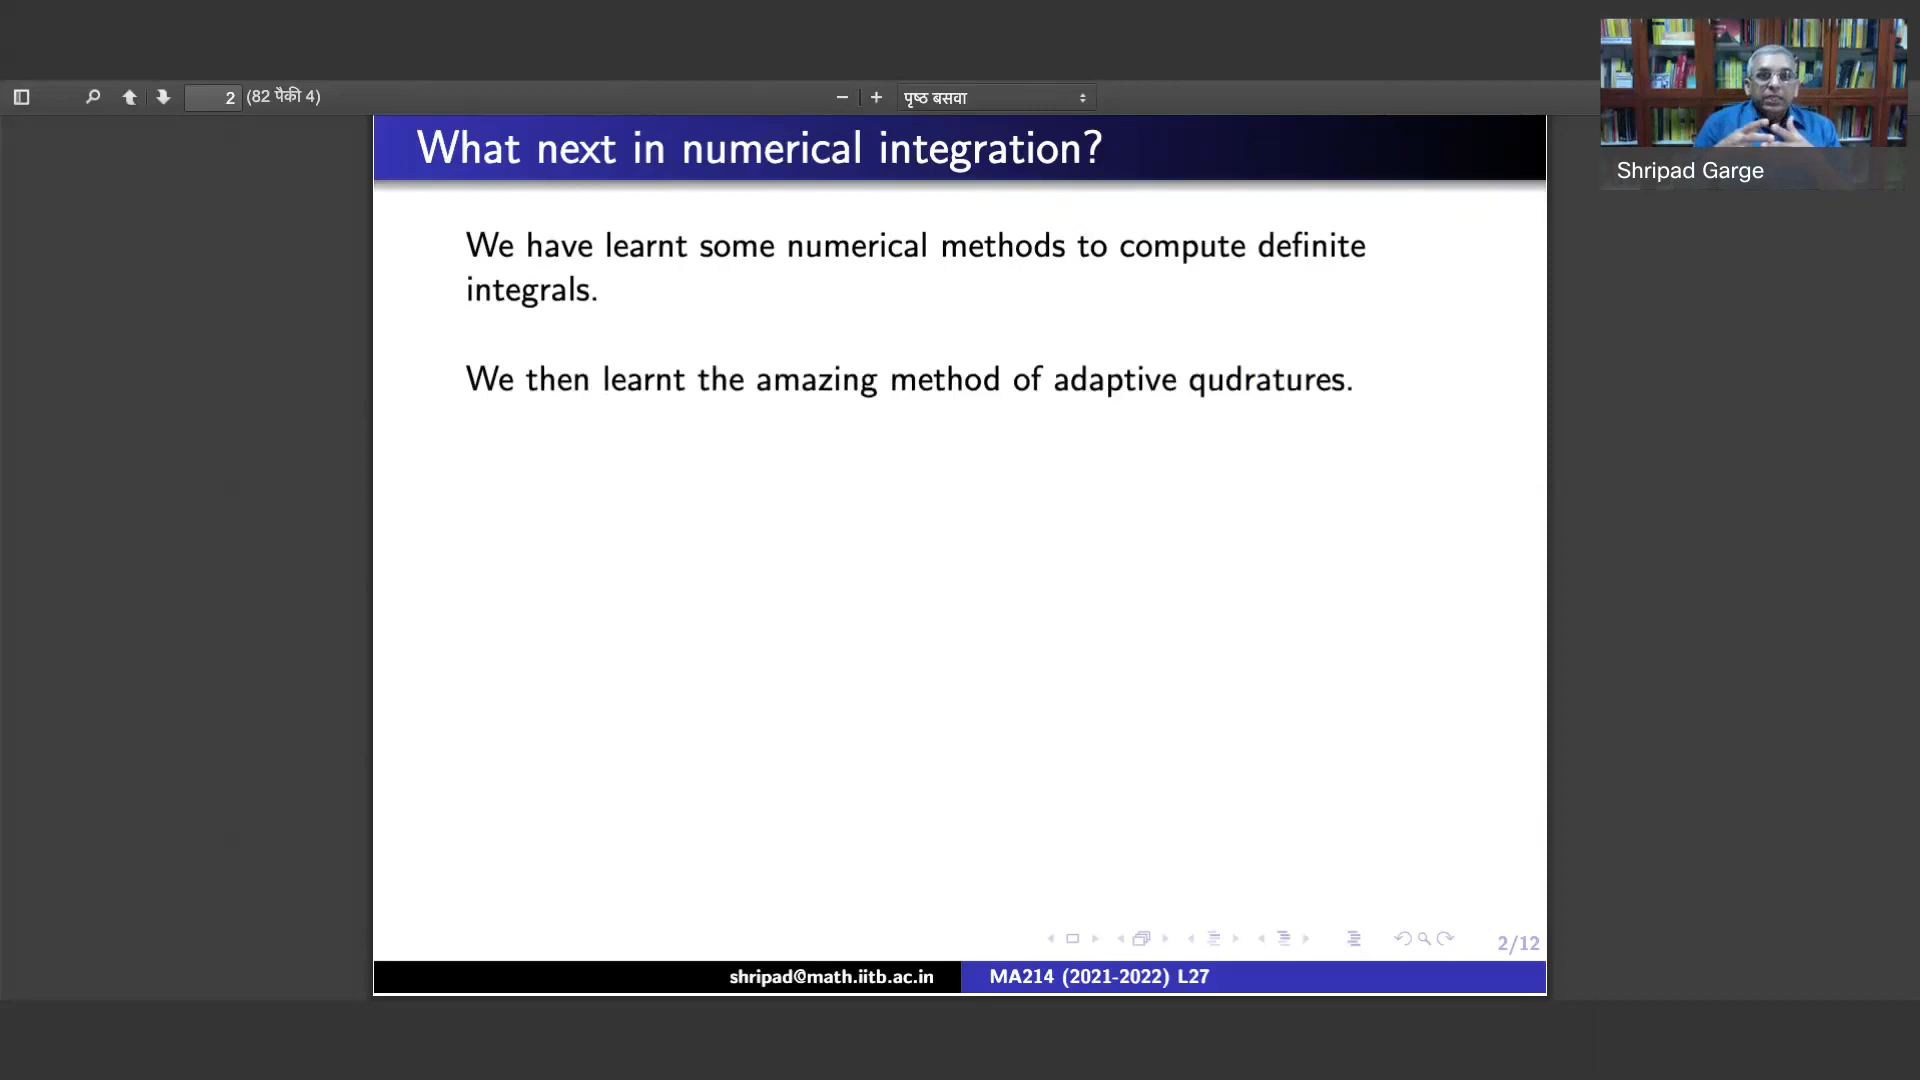 2 (82 पैकी 4)
पृष्ठ बसवा
Shripad Garge
What next in numerical integration?
We have learnt some numerical methods to compute definite
integrals.
We then learnt the amazing method of adaptive qudratures.
2/12
shripad@math.iitb.ac.in MA214 (2021-2022) L27